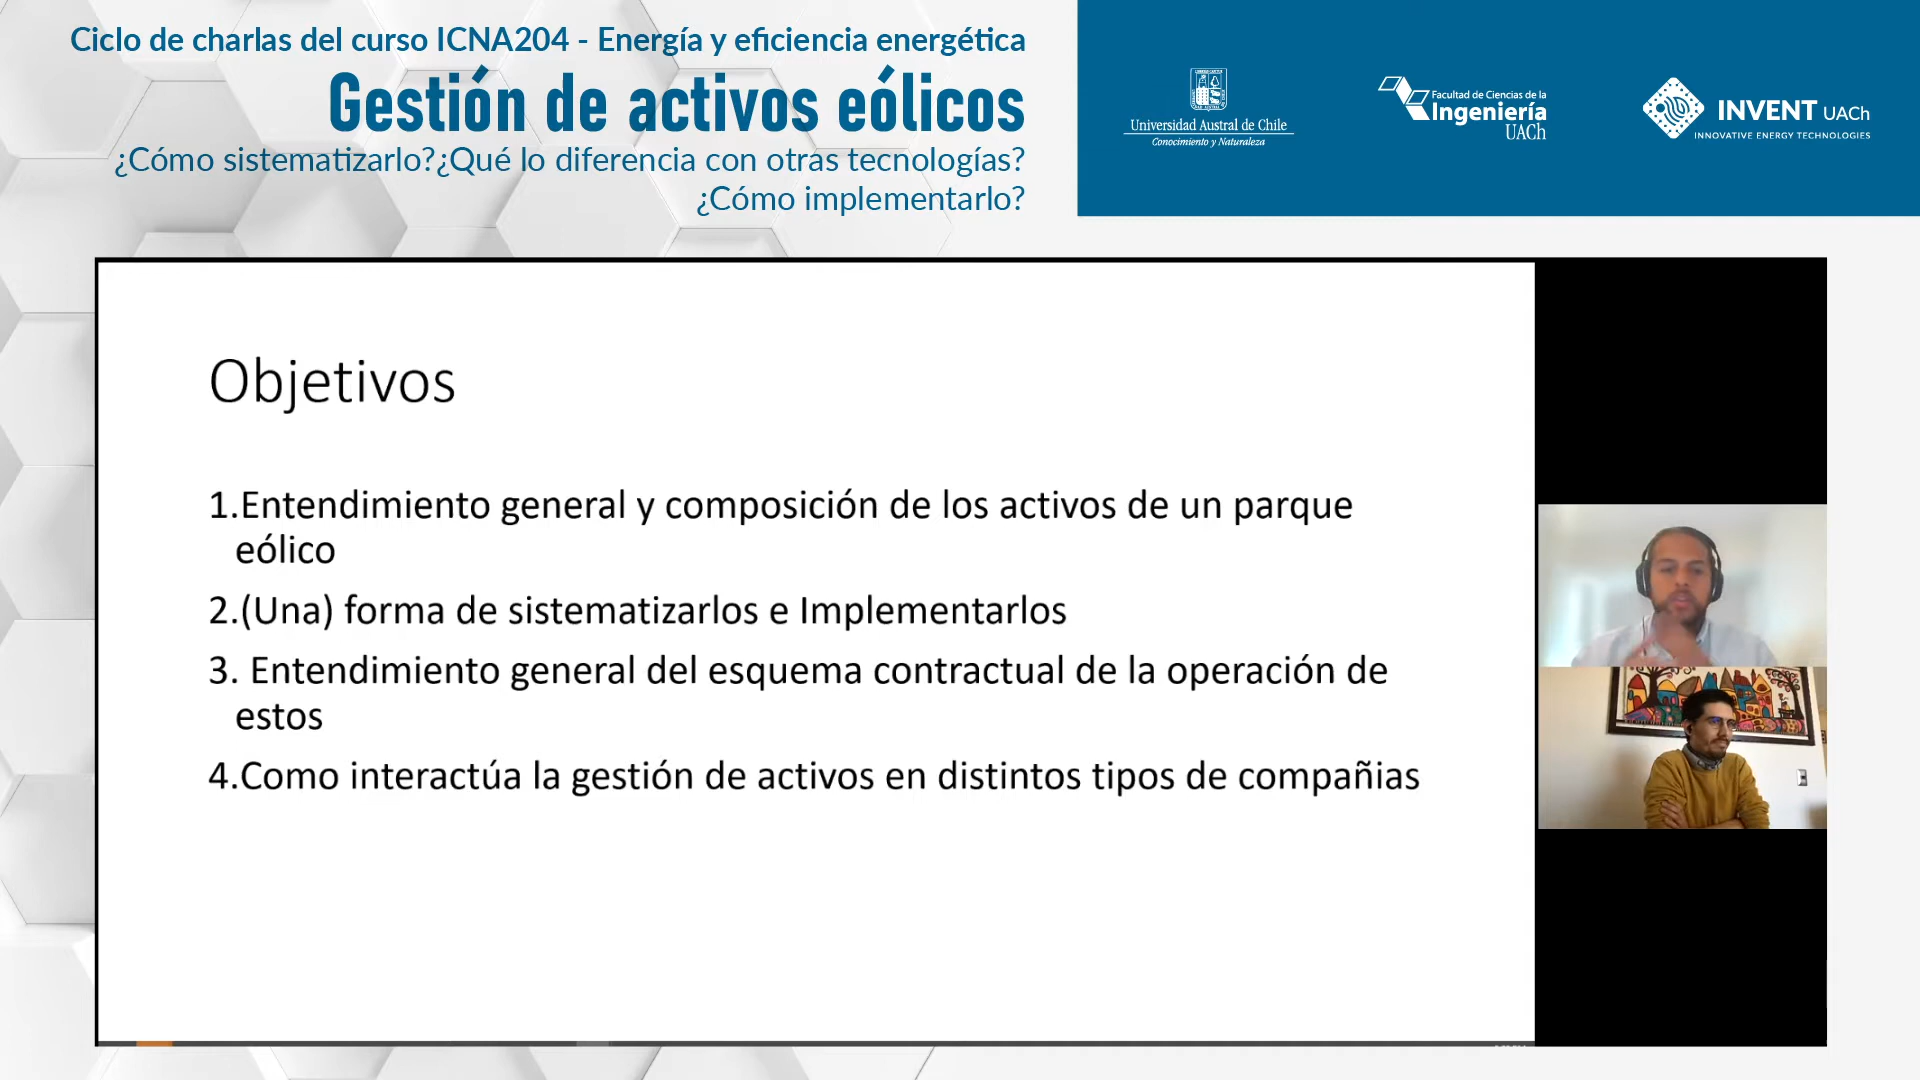 Ciclo de charlas del curso ICNA204 - Energía y eficiencia energética
Gestión de activos eólicos
¿Cómo sistematizarlo?¿Qué lo diferencia con otras tecnologías?
¿Cómo implementarlo?
Universidad Austral de Chile
Conocimiento y Naturaleza
Facultad de Ciencias de la
Ingeniería
UACh
INVENT UACh
INNOVATIVE ENERGY TECHNOLOGIES
Objetivos
1.Entendimiento general y composición de los activos de un parque
eólico
2.(Una) forma de sistematizarlos e Implementarlos
3. Entendimiento general del esquema contractual de la operación de
estos
4.Como interactúa la gestión de activos en distintos tipos de compañias